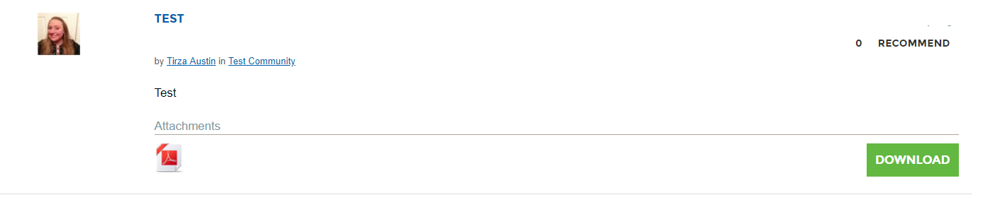 TEST
0 RECOMMEND
by Tirza Austin in Test Community
Test
Attachments
DOWNLOAD